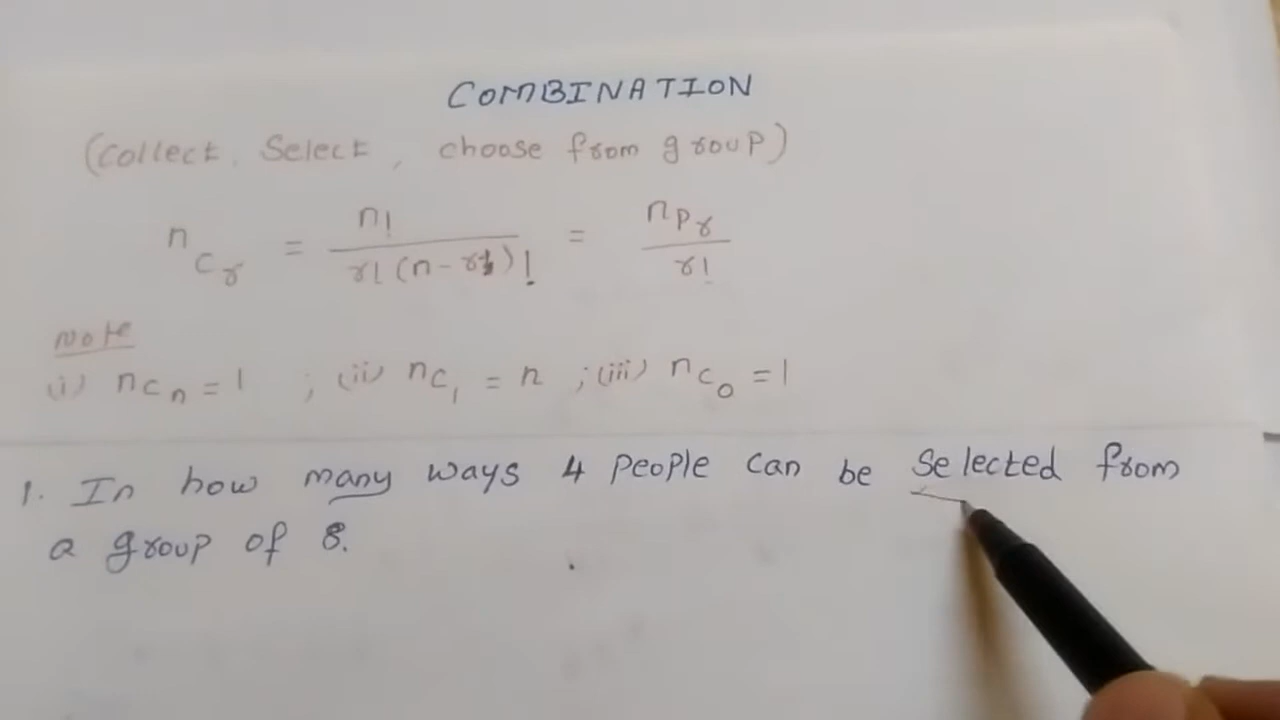 COMBINATION
(Collect, Select, choose from group)
nCr = n! / r!(n-r)! = nPr / r!
Note
(i) nCn = 1 ; (ii) nC1 = n ; (iii) nC0 = 1
1. In how many ways 4 people can be selected from
a group of 8.